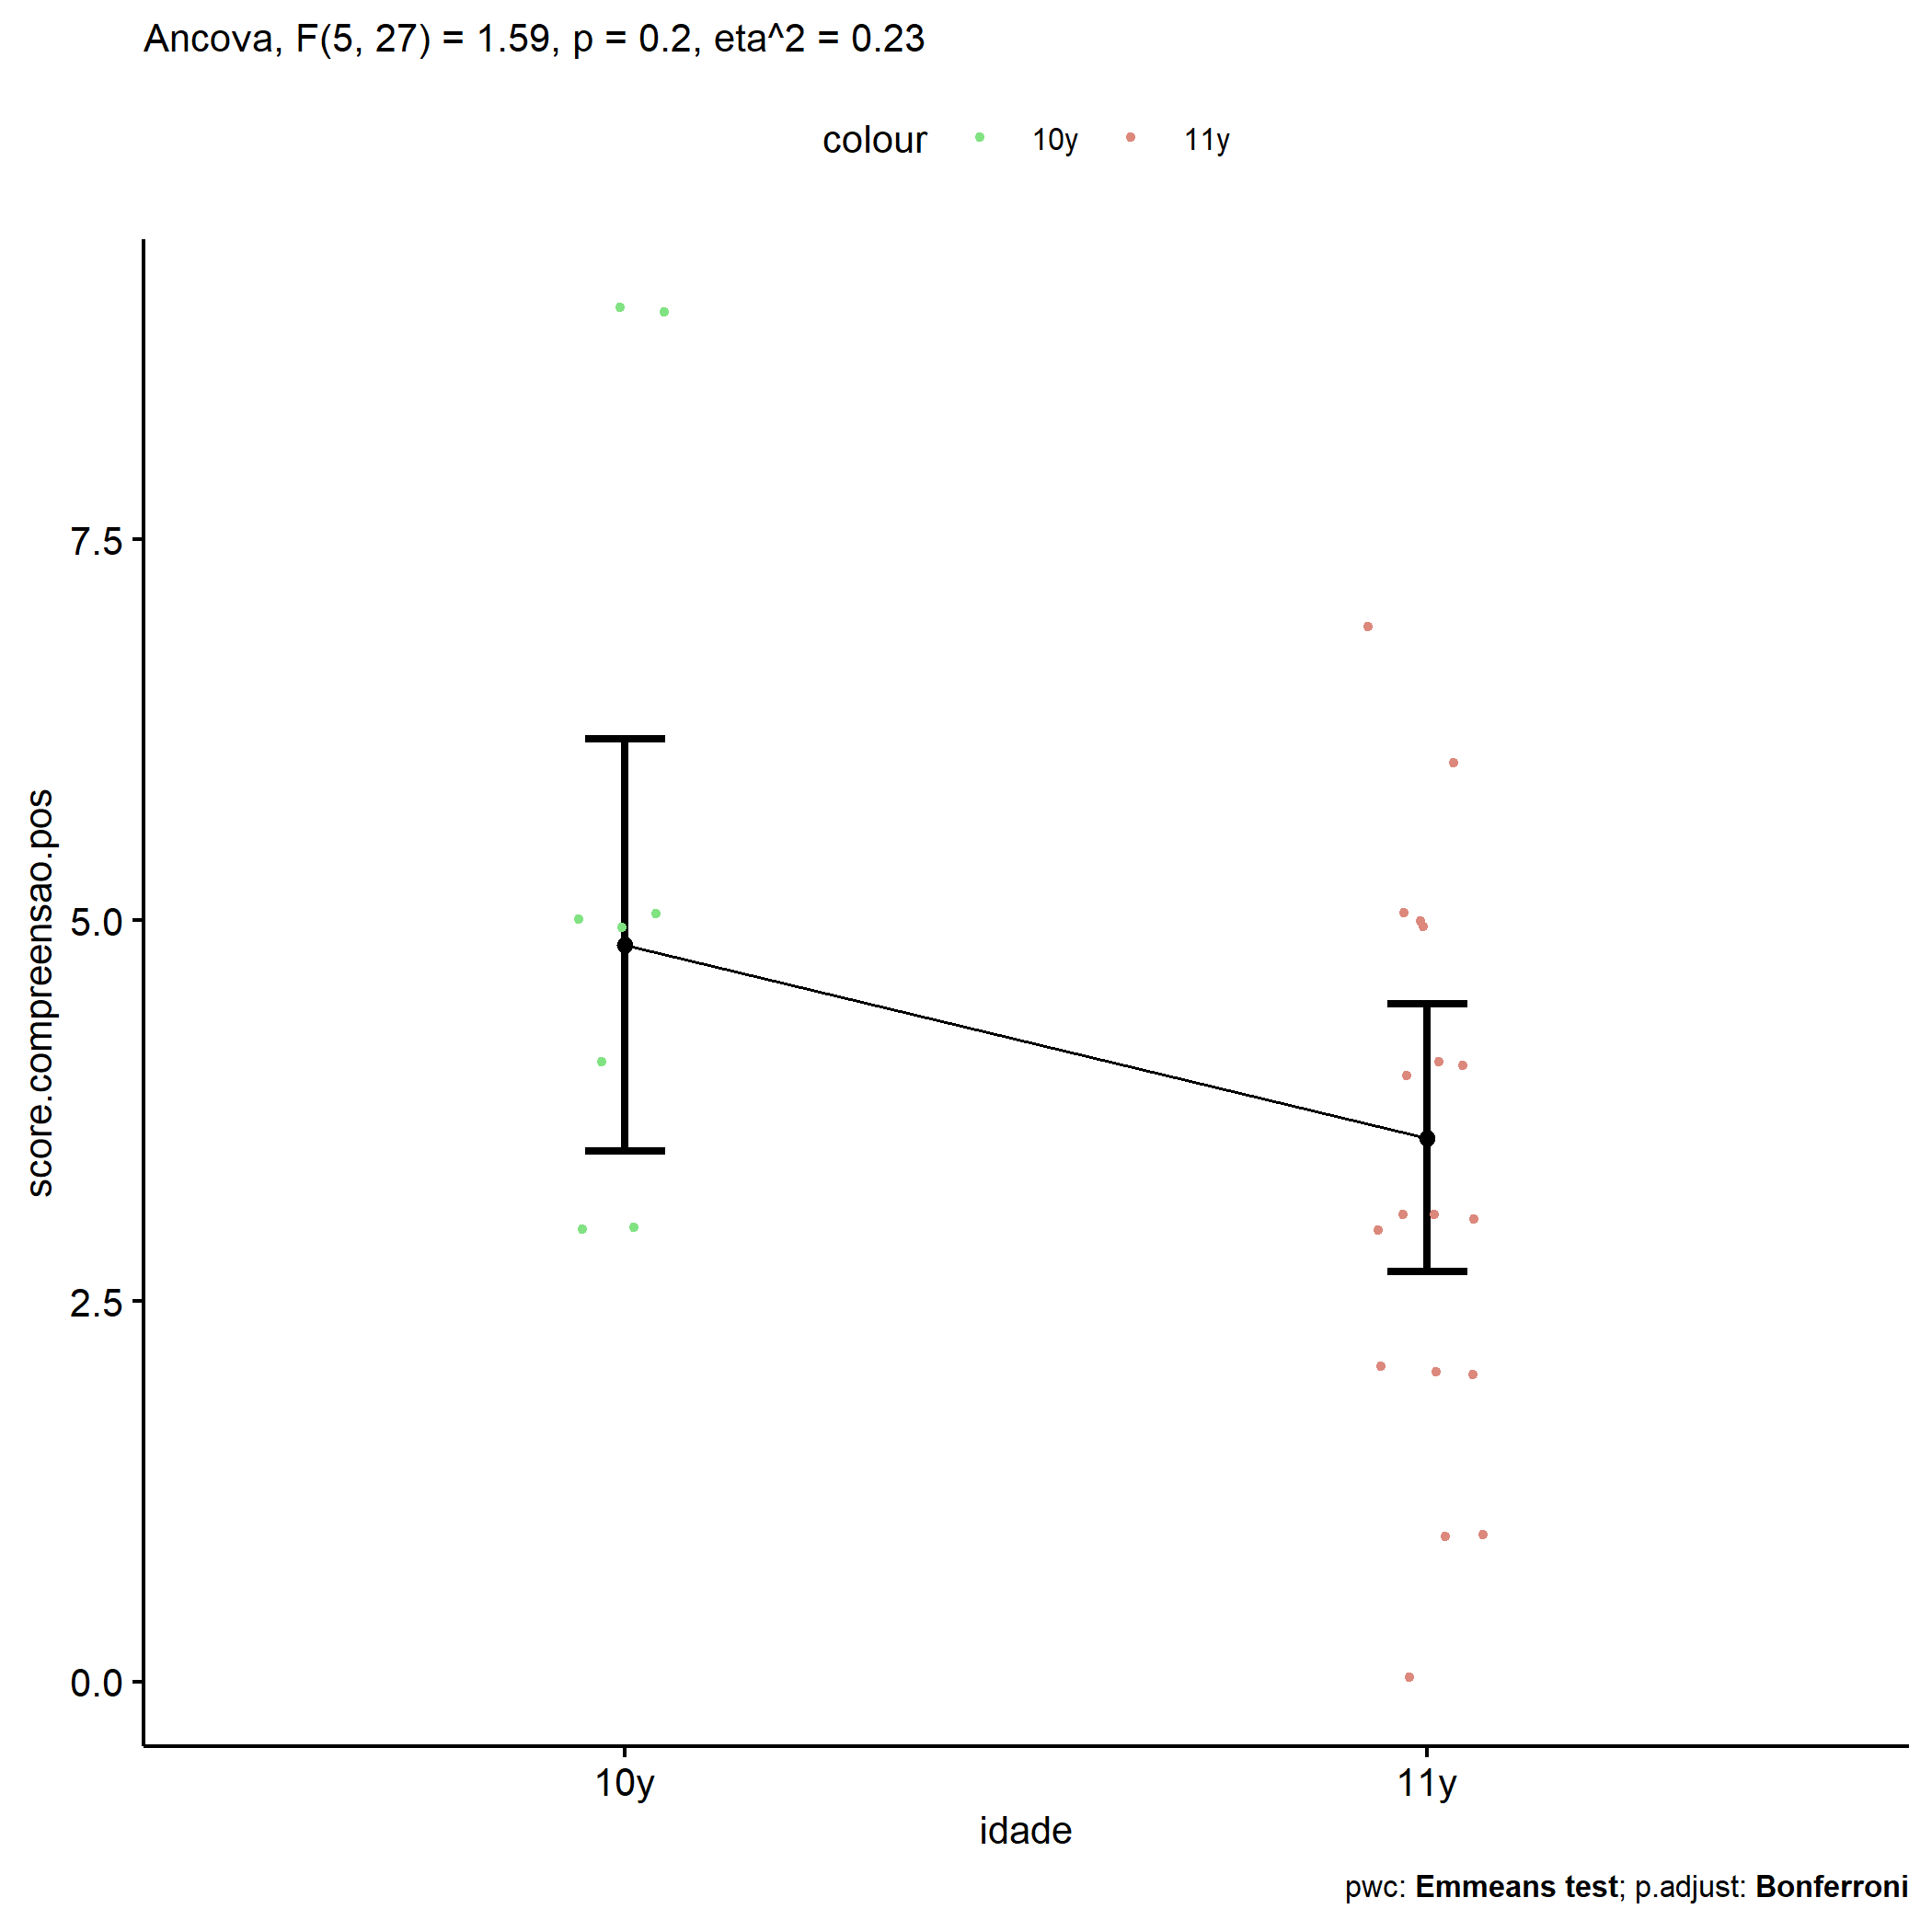 Ancova, F(5, 27) = 1.59, p = 0.2, eta^2 = 0.23
colour 10y 11y
score.compreensao.pos
7.5
5.0
2.5
0.0
10y 11y
idade
pwc: Emmeans test; p.adjust: Bonferroni